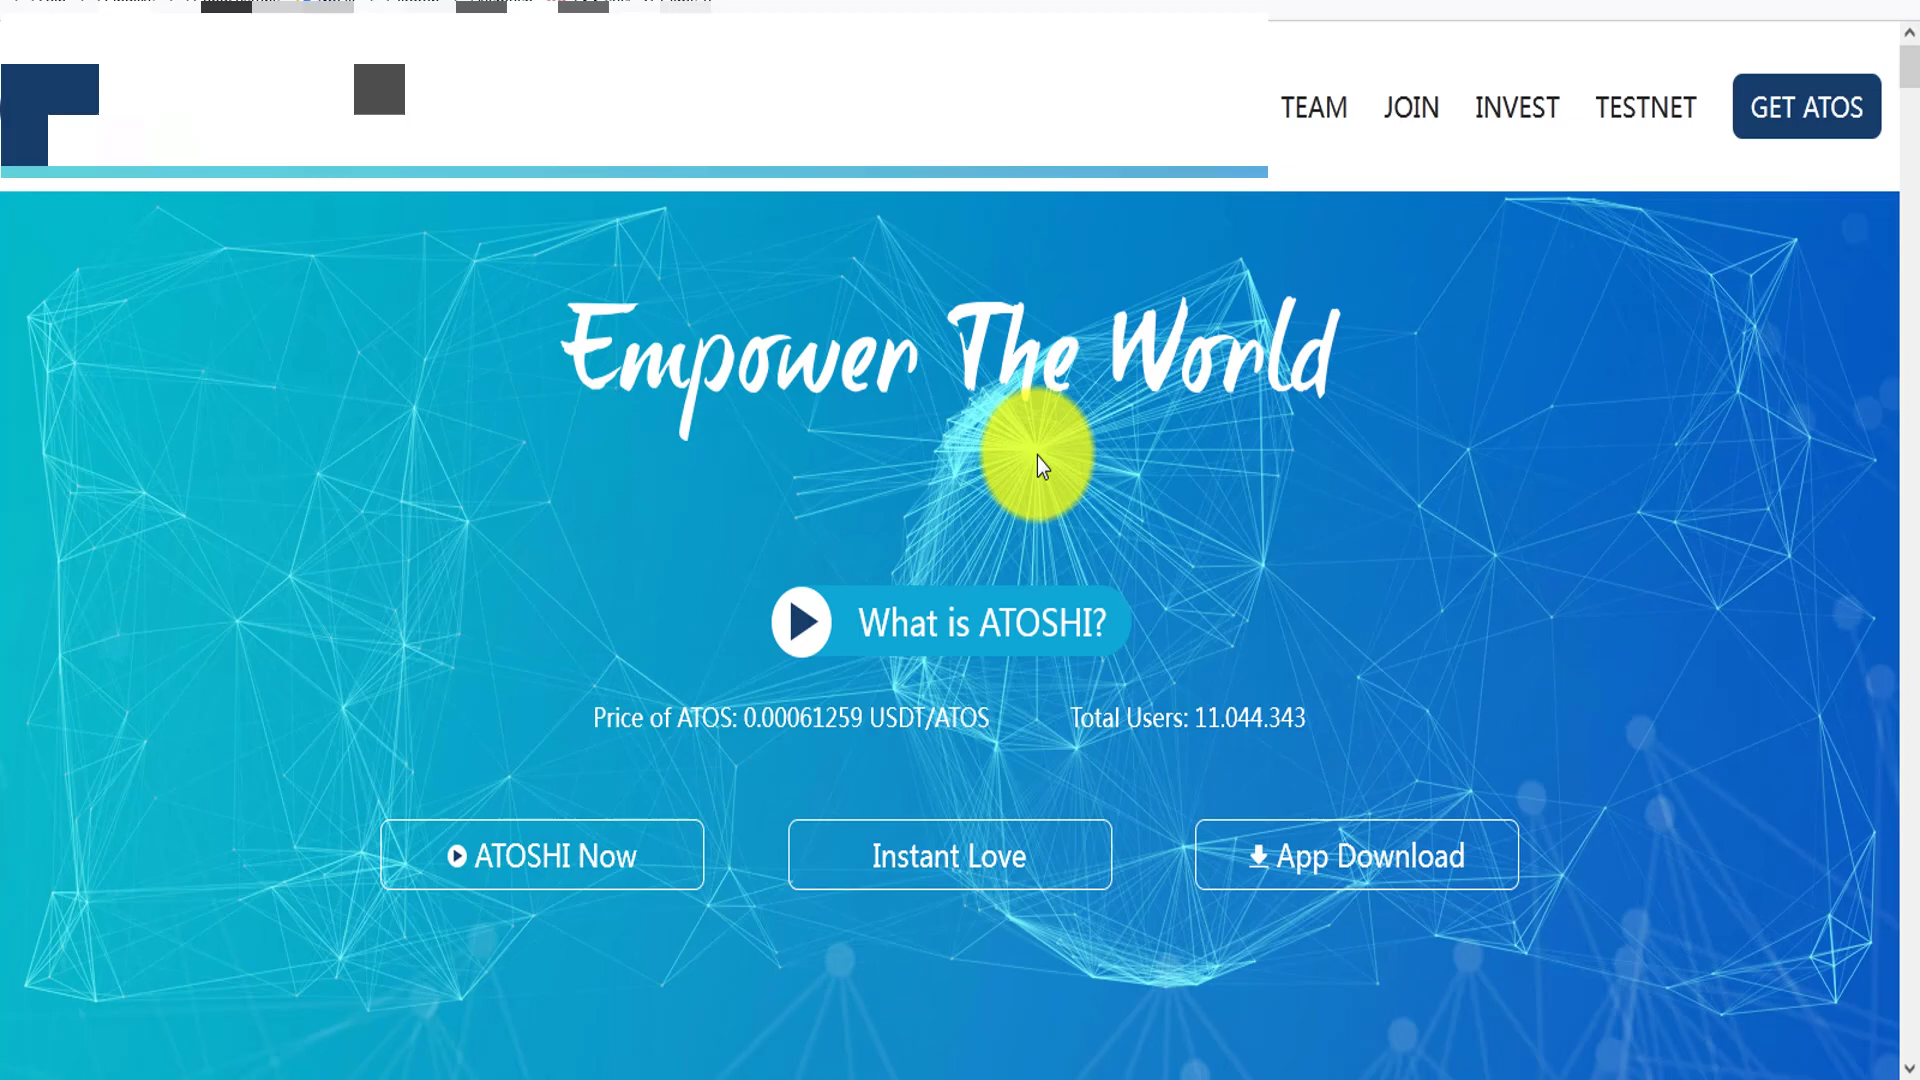 TEAM JOIN INVEST TESTNET GET ATOS
Empower The World
What is ATOSHI?
Price of ATOS: 0.00061259 USDT/ATOS Total Users: 11.044.343
ATOSHI Now Instant Love App Download